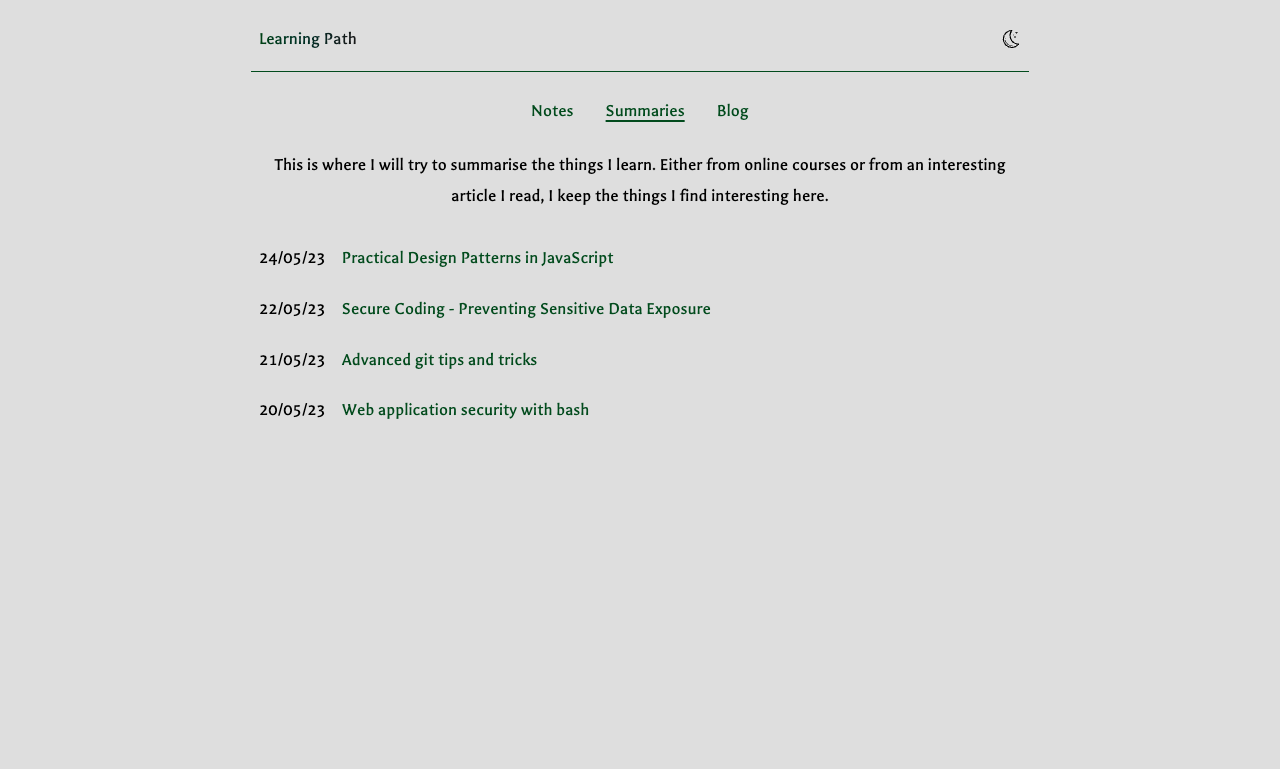 Learning Path
Notes Summaries Blog
This is where I will try to summarise the things I learn. Either from online courses or from an interesting
article I read, I keep the things I find interesting here.
24/05/23 Practical Design Patterns in JavaScript
22/05/23 Secure Coding - Preventing Sensitive Data Exposure
21/05/23 Advanced git tips and tricks
20/05/23 Web application security with bash